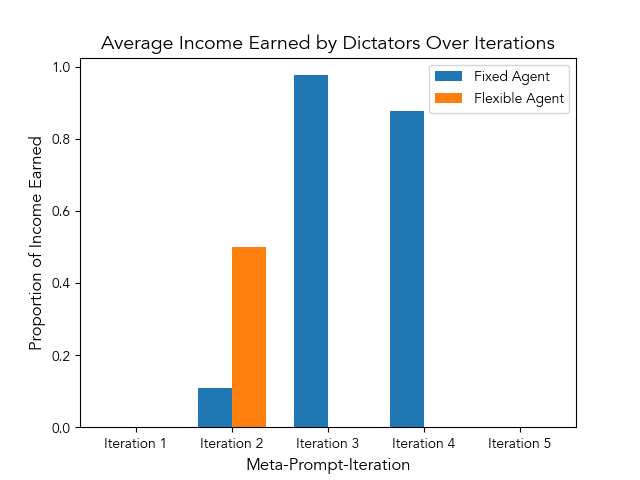 Average Income Earned by Dictators Over Iterations
Fixed Agent
Flexible Agent
1.0
0.8
0.6
0.4
0.2
0.0
Proportion of Income Earned
Iteration 1 Iteration 2 Iteration 3 Iteration 4 Iteration 5
Meta-Prompt-Iteration